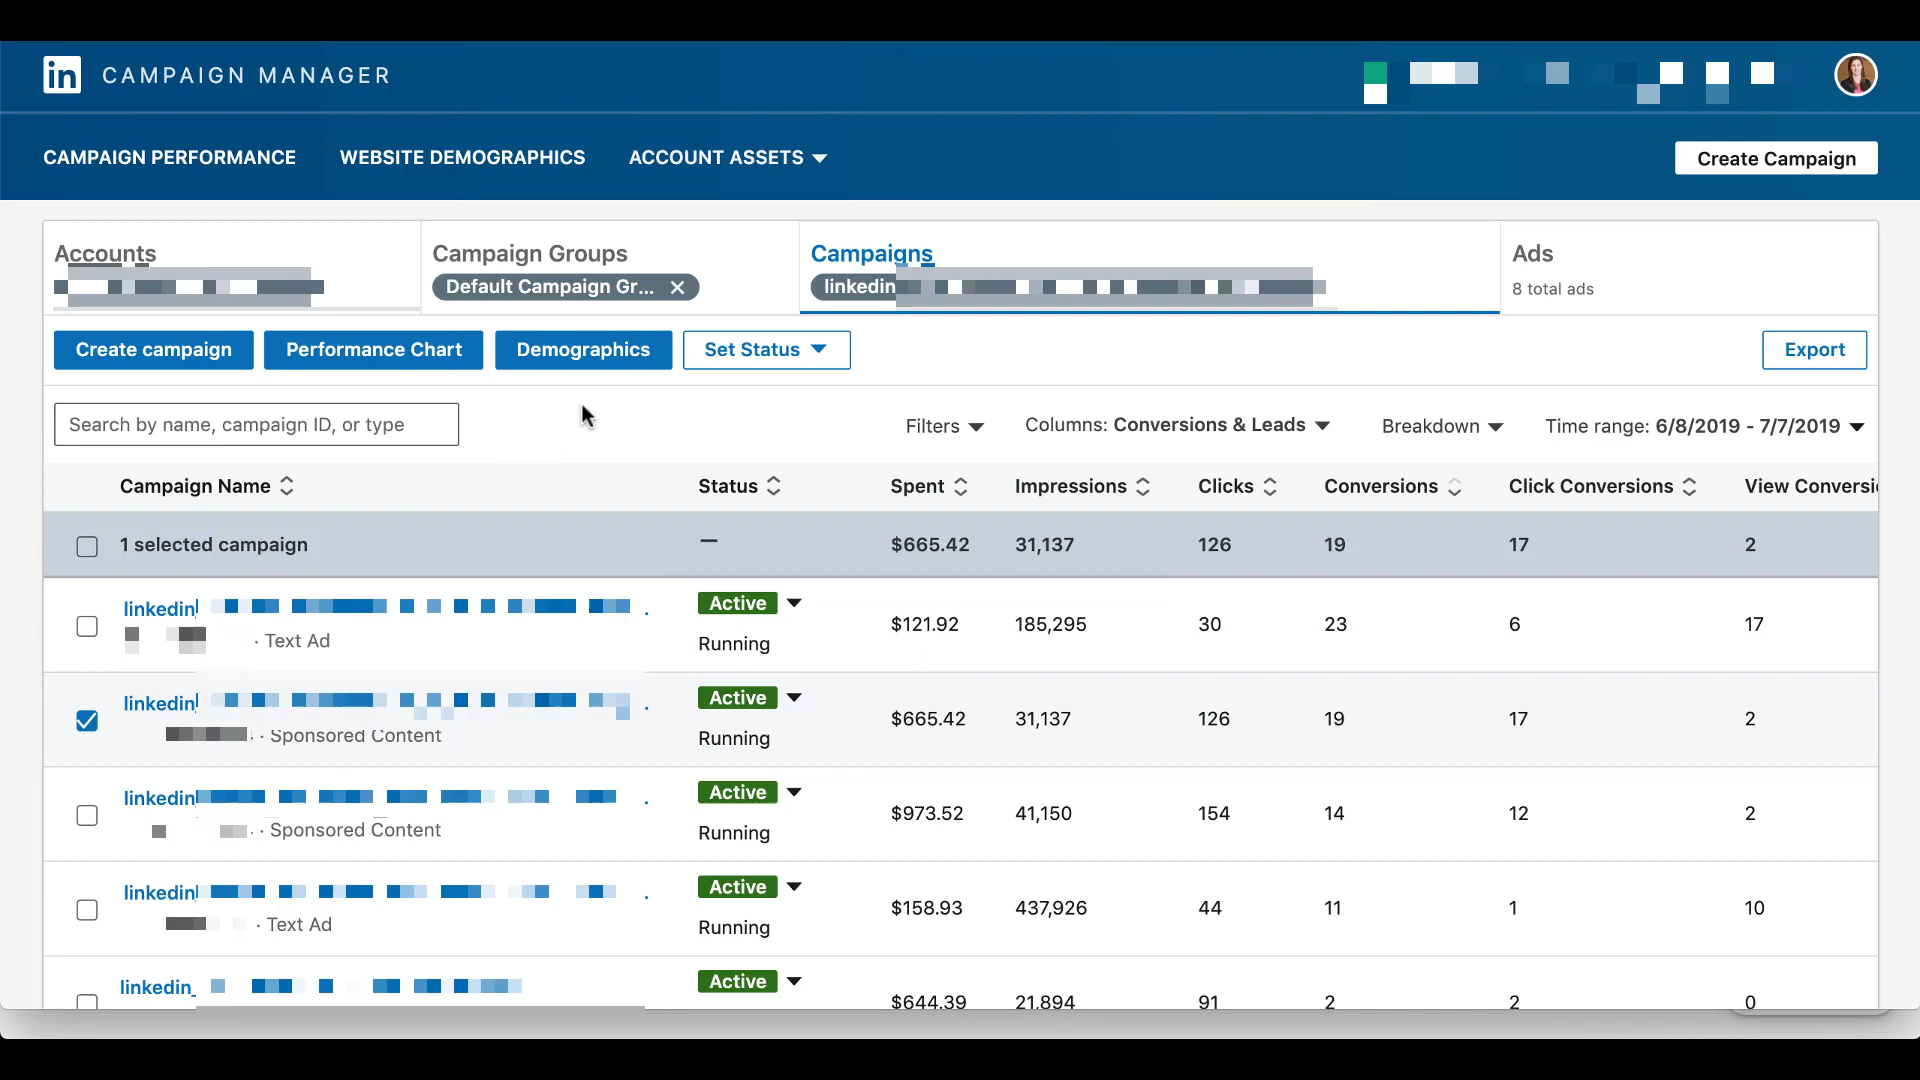 in CAMPAIGN MANAGER
CAMPAIGN PERFORMANCE WEBSITE DEMOGRAPHICS ACCOUNT ASSETS Create Campaign
Accounts Campaign Groups Campaigns Ads
Default Campaign Gr... linkedin 8 total ads
Create campaign Performance Chart Demographics Set Status Export
Search by name, campaign ID, or type Filters Columns: Conversions & Leads Breakdown Time range: 6/8/2019 - 7/7/2019
Campaign Name Status Spent Impressions Clicks Conversions Click Conversions View Conversi
1 selected campaign — $665.42 31,137 126 19 17 2
linkedin Active
$121.92 185,295 30 23 6 17
· Text Ad Running
linkedin Active
$665.42 31,137 126 19 17 2
· Sponsored Content Running
linkedin Active
$973.52 41,150 154 14 12 2
· Sponsored Content Running
linkedin Active
$158.93 437,926 44 11 1 10
· Text Ad Running
linkedin_ Active
$644.39 21,894 91 2 2 0